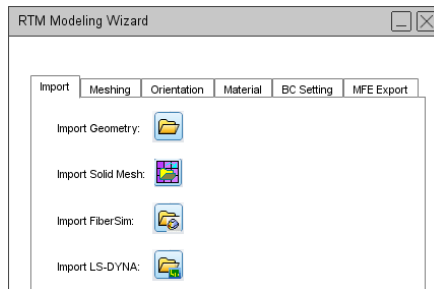 RTM Modeling Wizard
Import Meshing Orientation Material BC Setting MFE Export
Import Geometry:
Import Solid Mesh:
Import FiberSim:
Import LS-DYNA: